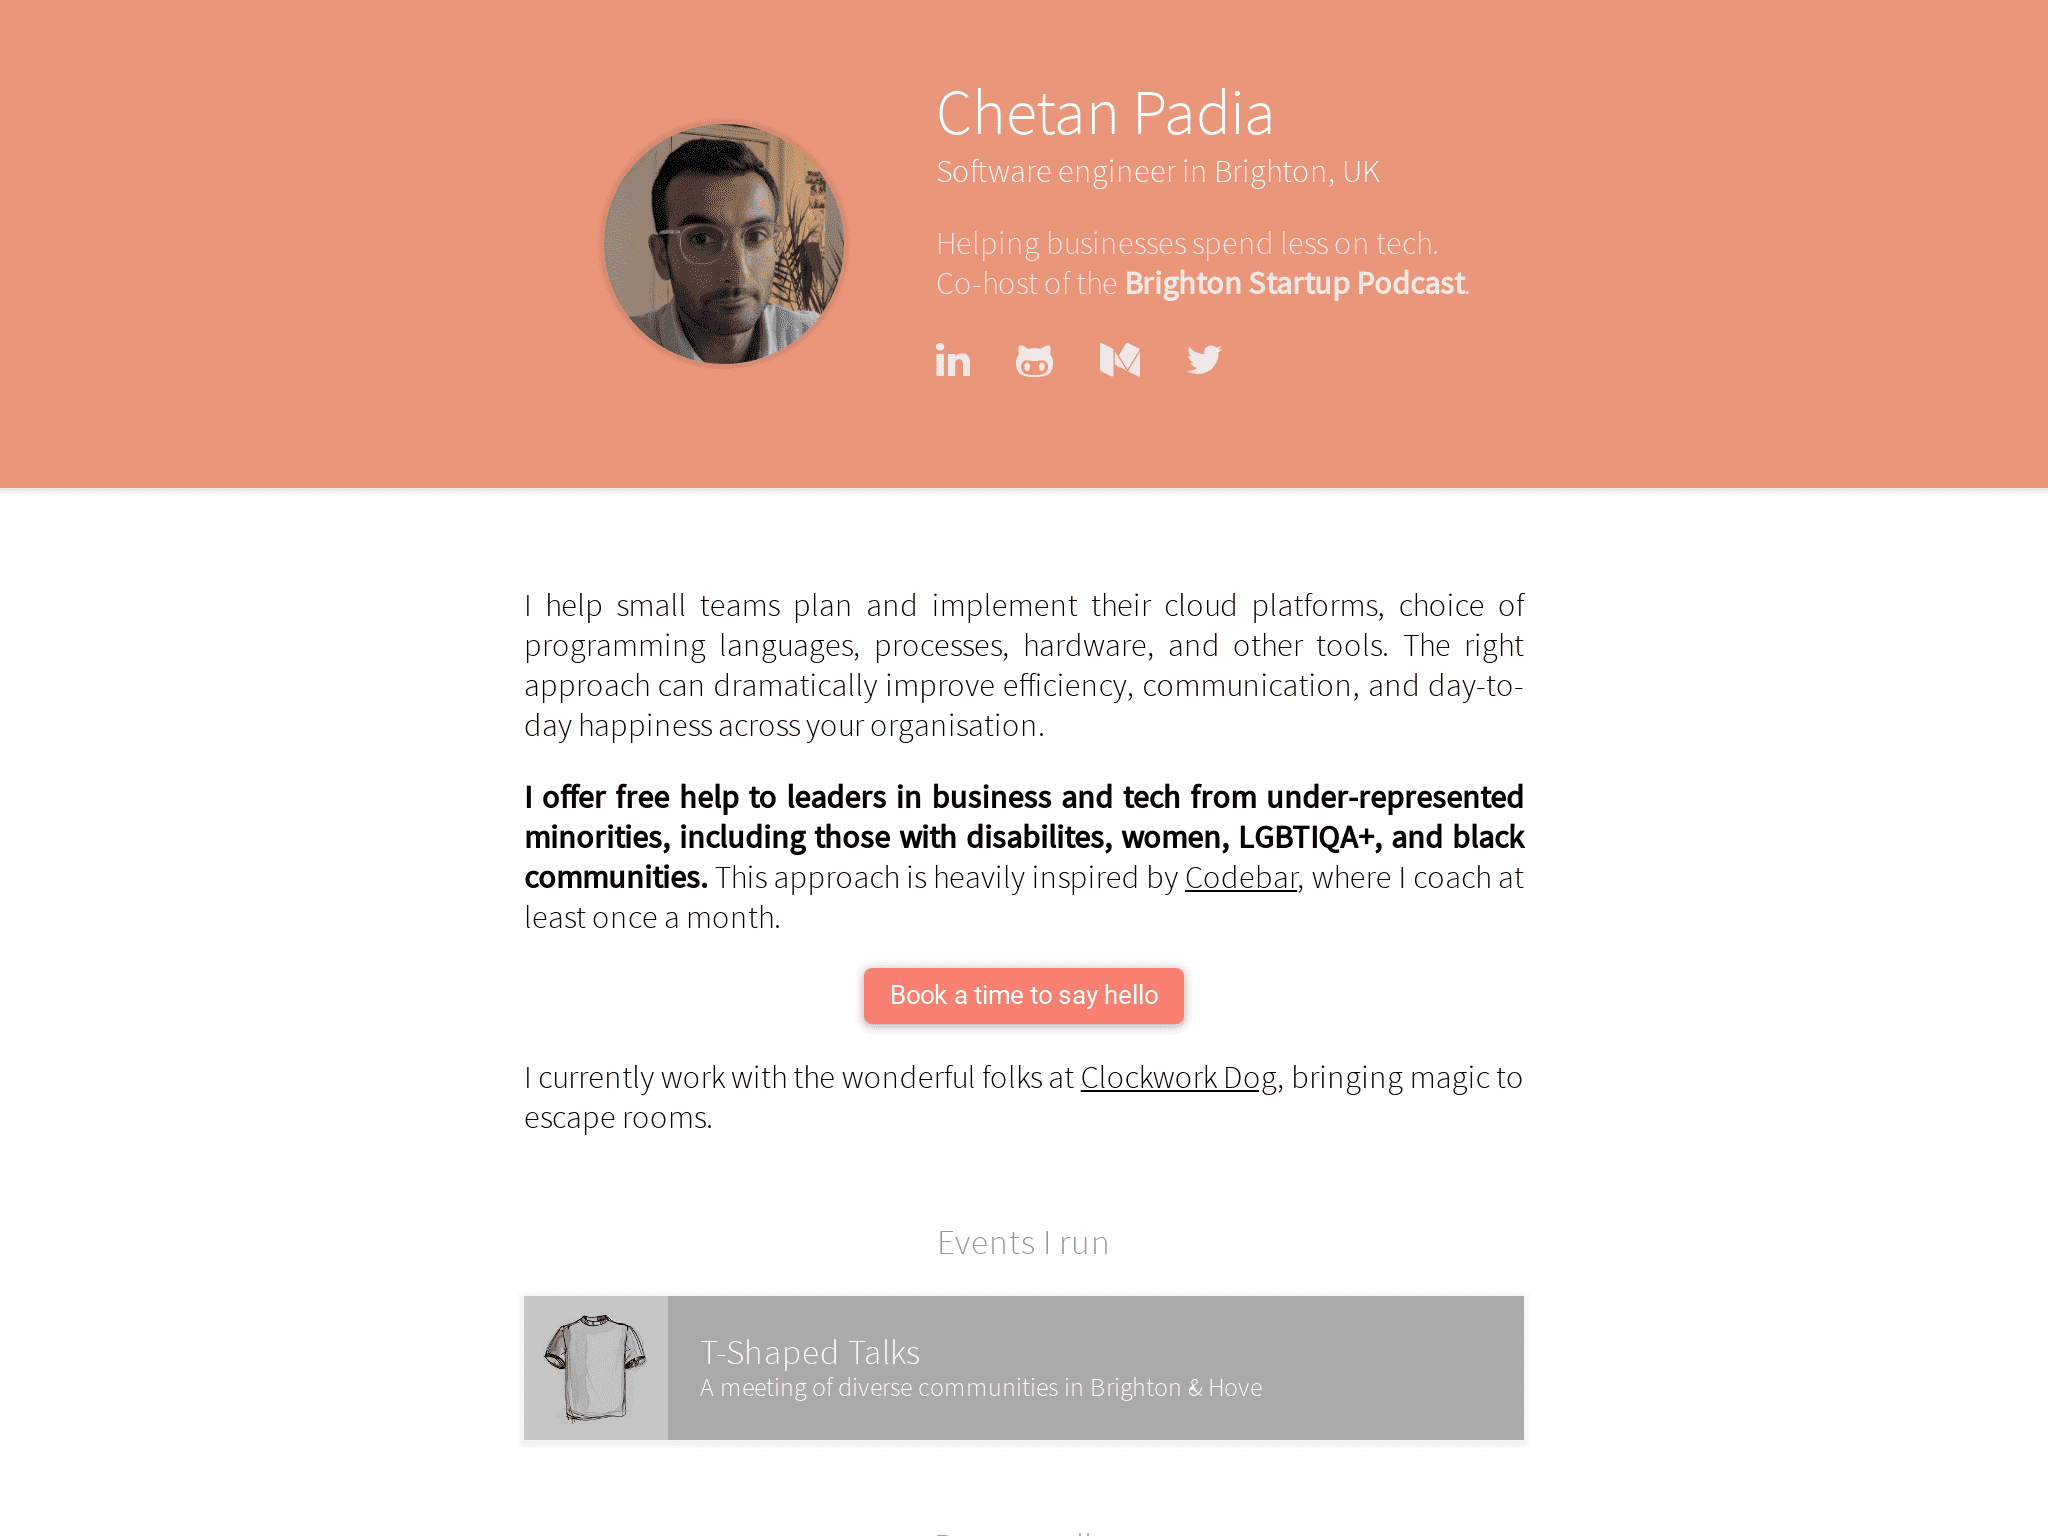 Chetan Padia
Software engineer in Brighton, UK
Helping businesses spend less on tech.
Co-host of the Brighton Startup Podcast.
I help small teams plan and implement their cloud platforms, choice of
programming languages, processes, hardware, and other tools. The right
approach can dramatically improve efficiency, communication, and day-to-
day happiness across your organisation.
I offer free help to leaders in business and tech from under-represented
minorities, including those with disabilites, women, LGBTIQA+, and black
communities. This approach is heavily inspired by Codebar, where I coach at
least once a month.
Book a time to say hello
I currently work with the wonderful folks at Clockwork Dog, bringing magic to
escape rooms.
Events I run
T-Shaped Talks
A meeting of diverse communities in Brighton & Hove